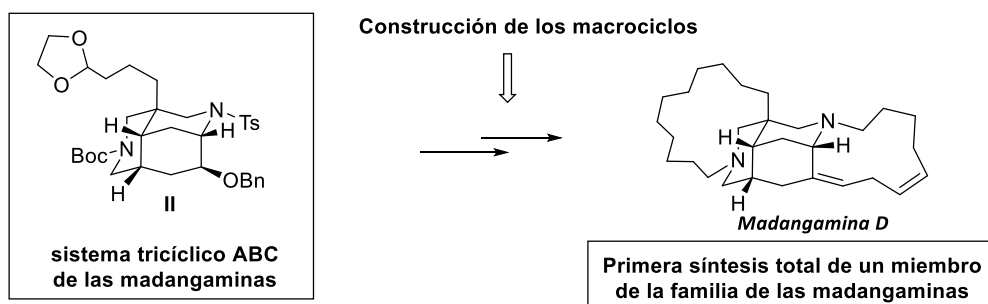 Construcción de los macrociclos
O
O
N
Ts
H
H
N
Boc
H
OBn
II
sistema tricíclico ABC
de las madangaminas
N
H
H
N
H
Madangamina D
Primera síntesis total de un miembro
de la familia de las madangaminas